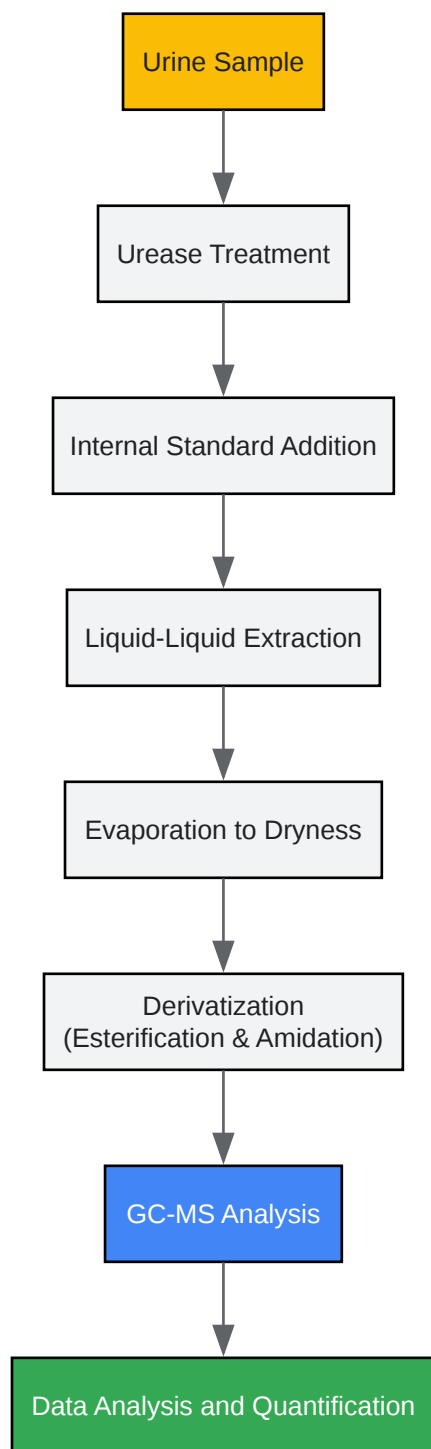 Urine Sample
Urease Treatment
Internal Standard Addition
Liquid-Liquid Extraction
Evaporation to Dryness
Derivatization
(Esterification & Amidation)
GC-MS Analysis
Data Analysis and Quantification